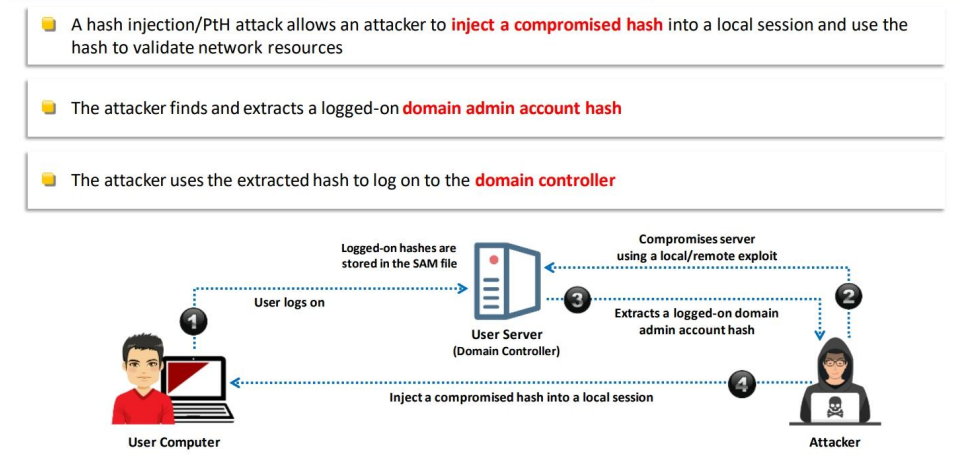 A hash injection/PtH attack allows an attacker to inject a compromised hash into a local session and use the
hash to validate network resources
The attacker finds and extracts a logged-on domain admin account hash
The attacker uses the extracted hash to log on to the domain controller
Logged-on hashes are
stored in the SAM file
Compromises server
using a local/remote exploit
User logs on
1
2
3
Extracts a logged-on domain
admin account hash
User Server
(Domain Controller)
4
Inject a compromised hash into a local session
User Computer
Attacker